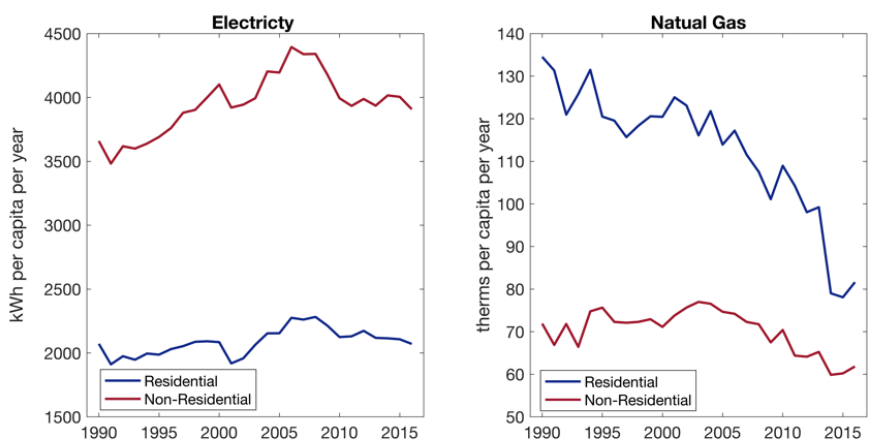 Electricty
4500
4000
3500
3000
2500
2000
1500
kWh per capita per year
Residential
Non-Residential
1990 1995 2000 2005 2010 2015
Natual Gas
140
130
120
110
100
90
80
70
60
50
therms per capita per year
Residential
Non-Residential
1990 1995 2000 2005 2010 2015